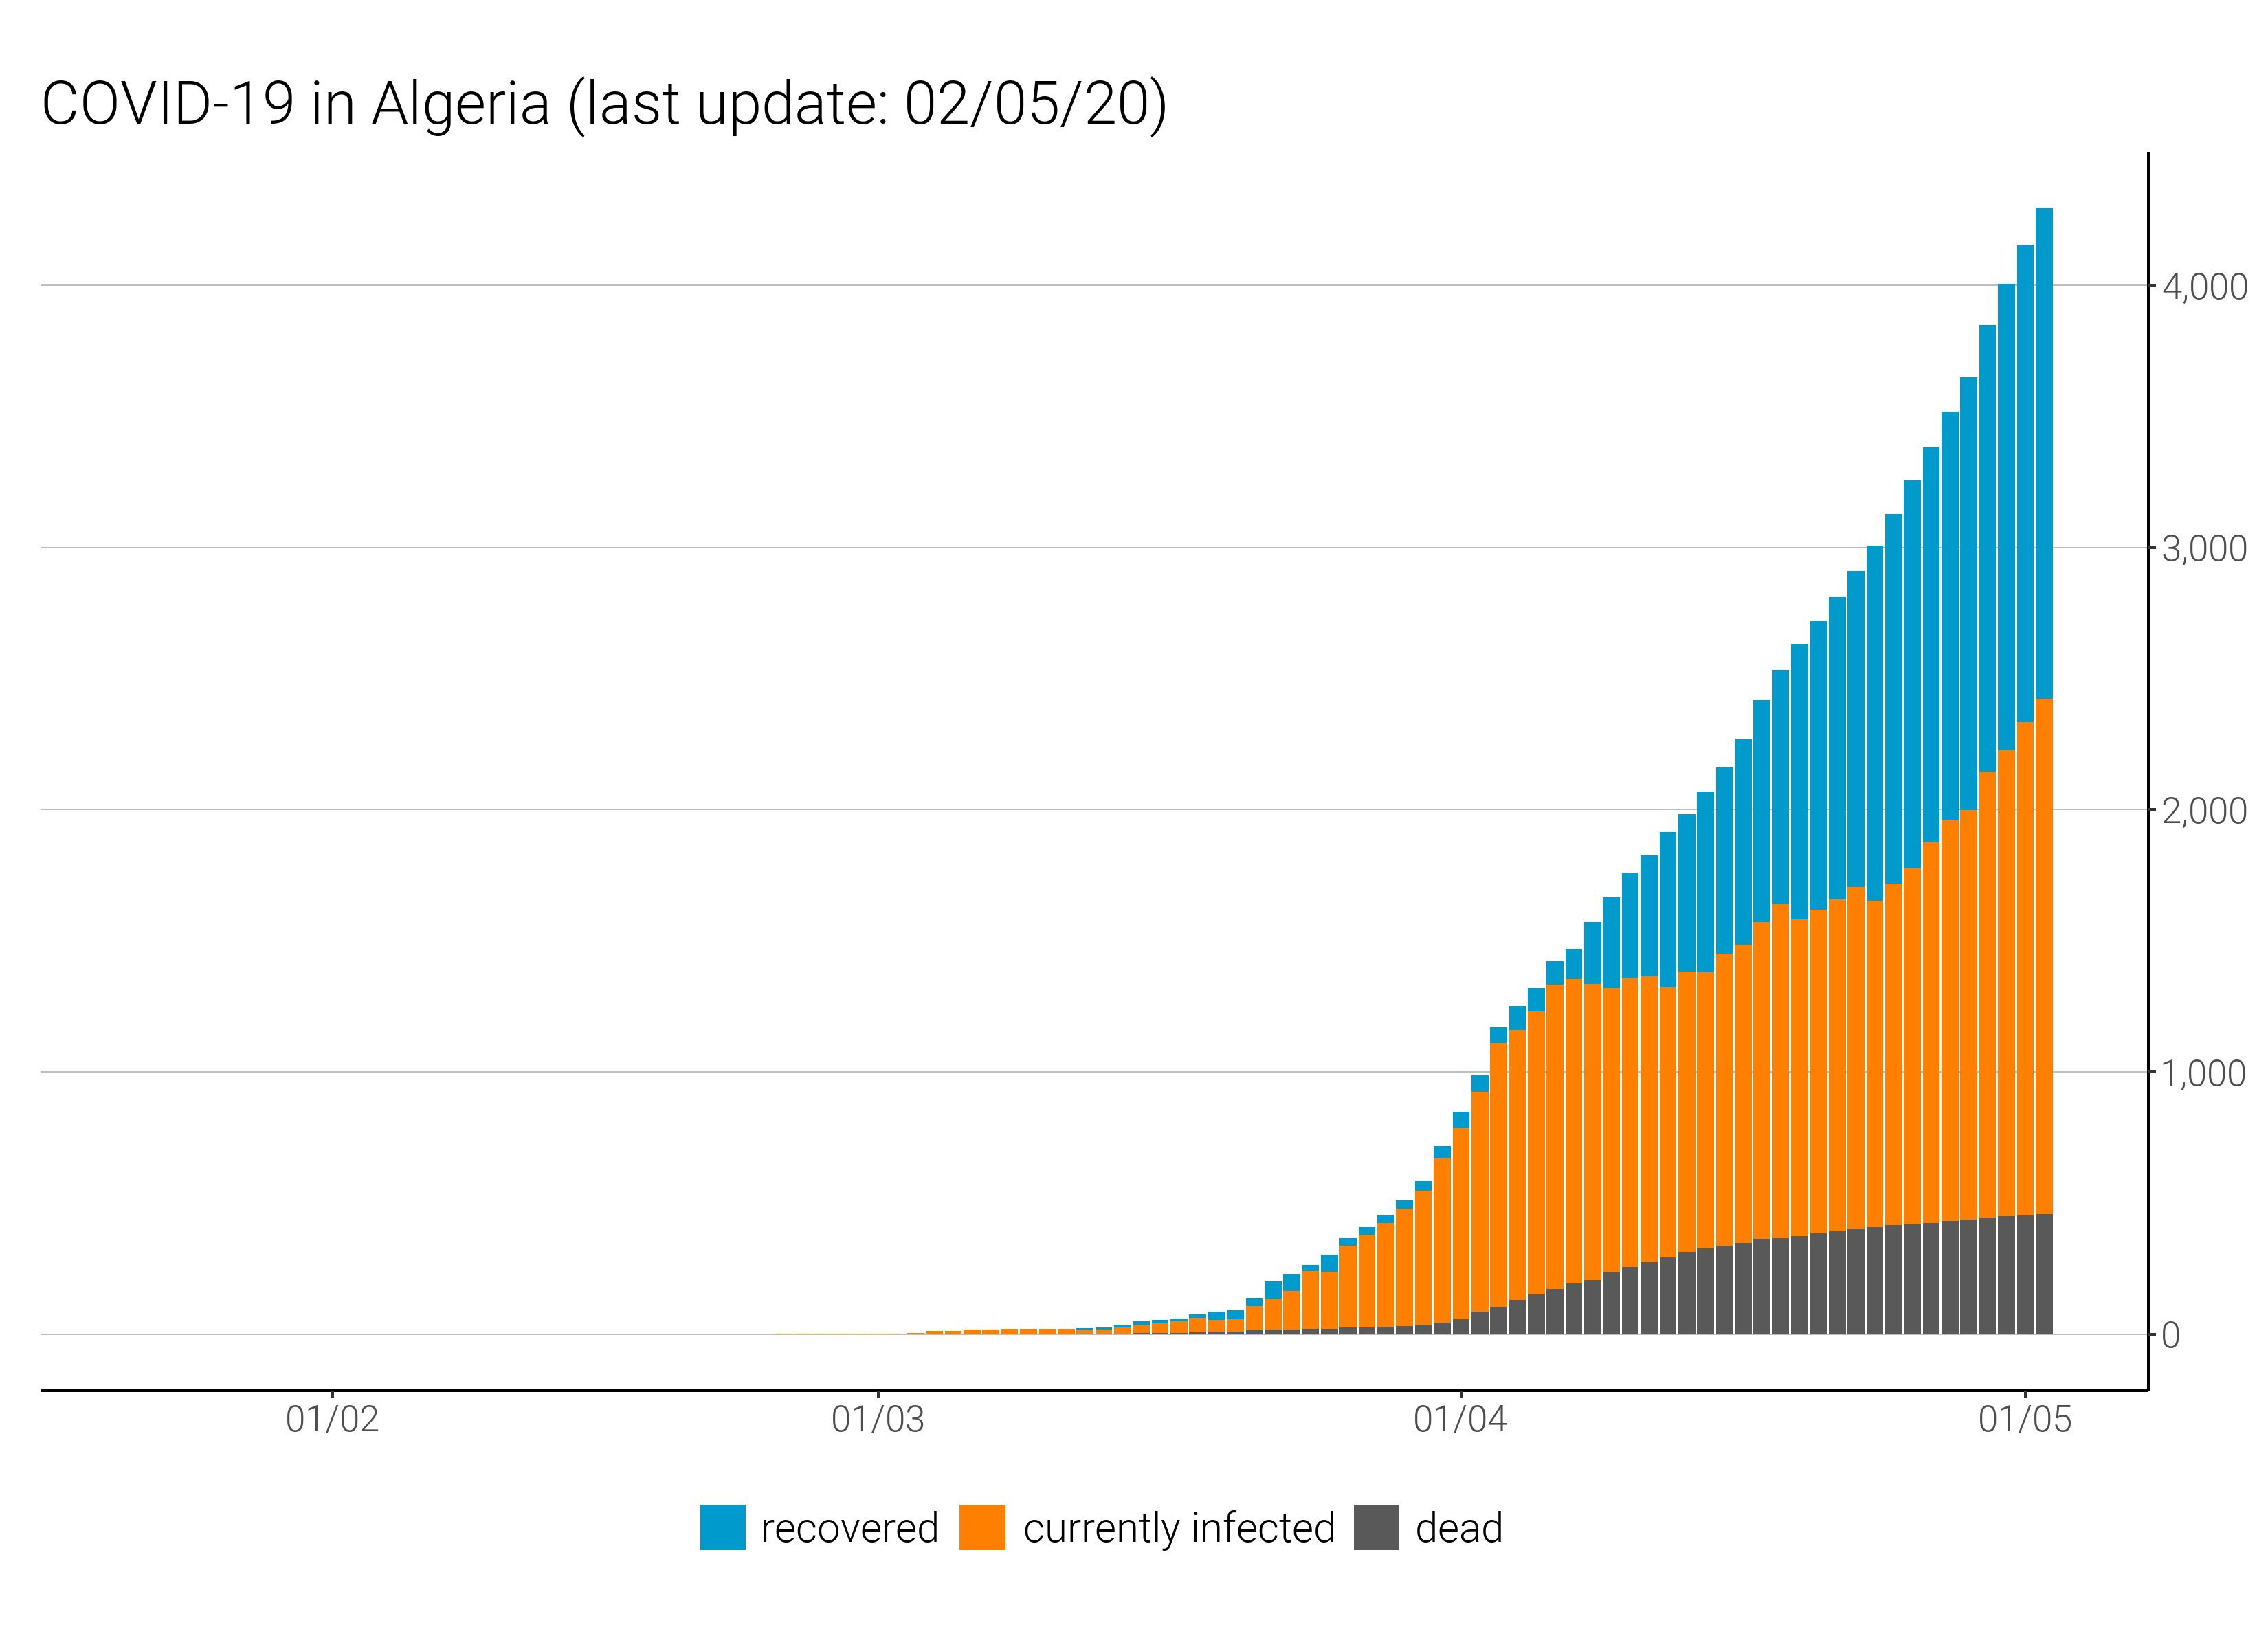 COVID-19 in Algeria (last update: 02/05/20)
4,000
3,000
2,000
1,000
0
01/02 01/03 01/04 01/05
recovered currently infected dead